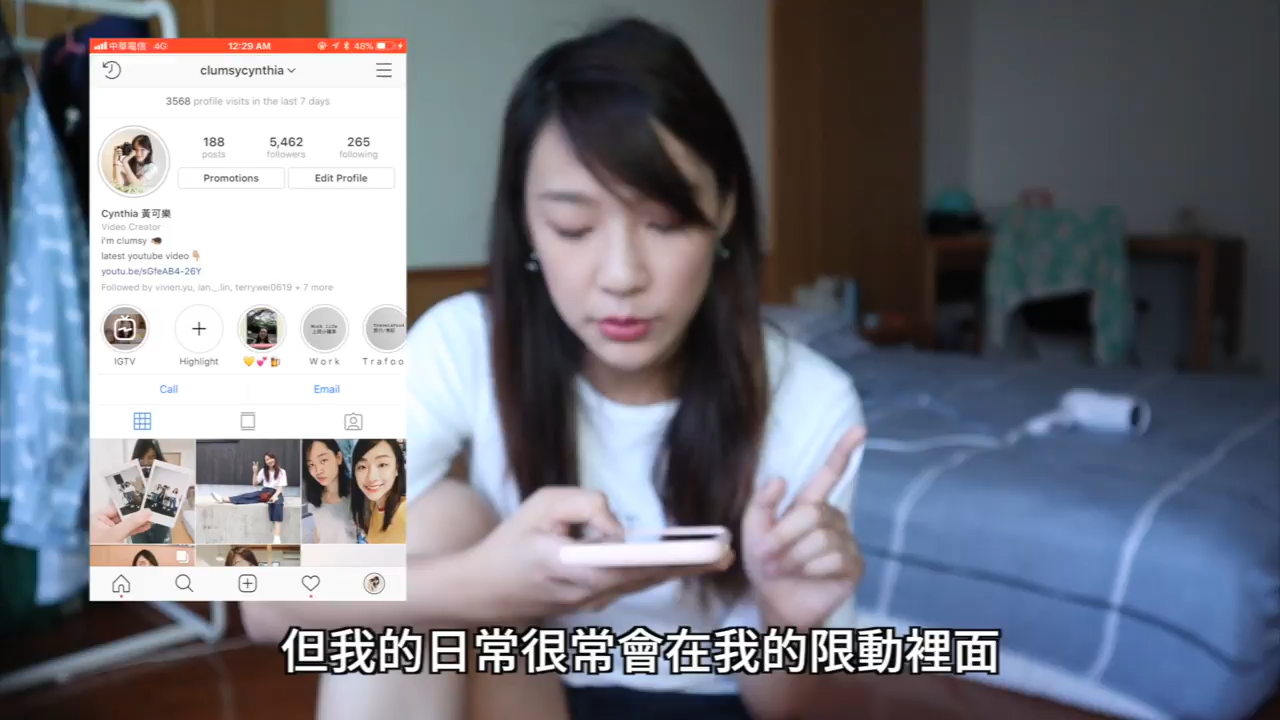 中華電信 4G 12:29 AM 48%
clumsycynthia
3568 profile visits in the last 7 days
188 5,462 265
posts followers following
Promotions Edit Profile
Cynthia 黃可樂
Video Creator
i'm clumsy
latest youtube video
youtu.be/sGfeAB4-26Y
Followed by vivien.yu, ian._.lin, terrywei0619 + 7 more
IGTV Highlight Work Trafoo
Call Email
但我的日常很常會在我的限動裡面